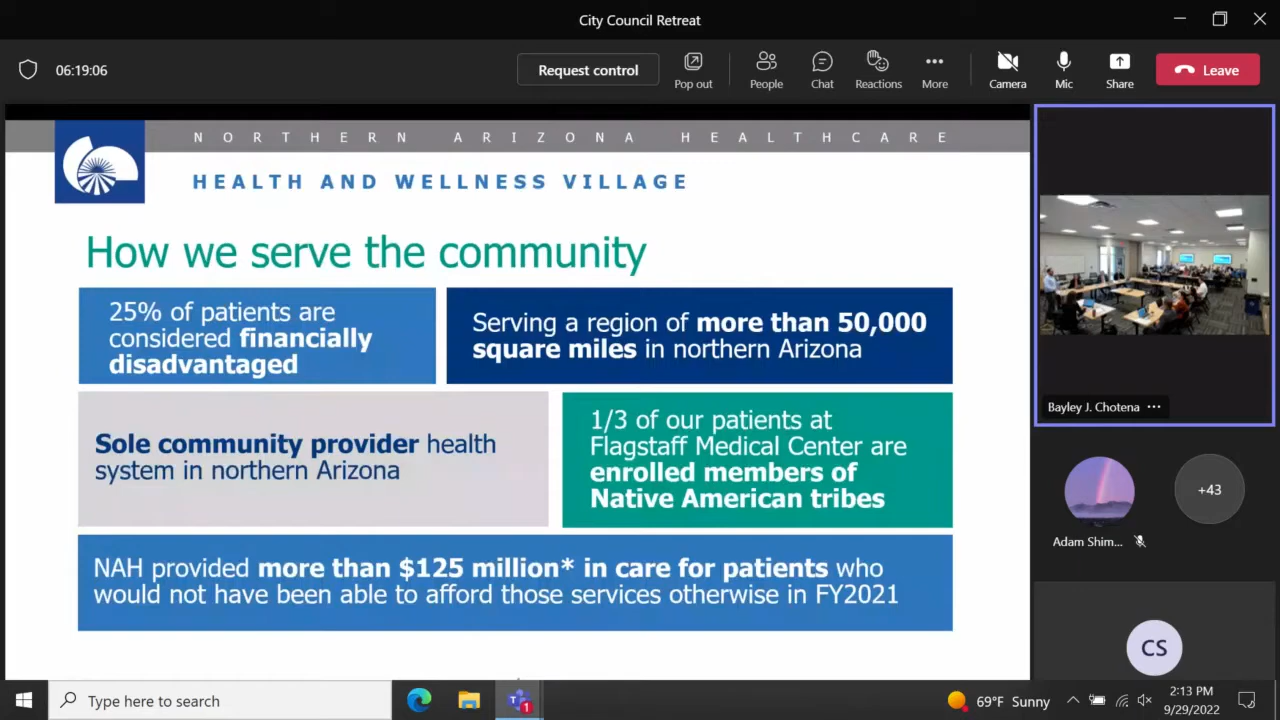 City Council Retreat
06:19:06
Request control
Pop out
People
Chat
Reactions
More
Camera
Mic
Share
Leave
NORTHERN ARIZONA HEALTHCARE
HEALTH AND WELLNESS VILLAGE
How we serve the community
25% of patients are
considered financially
disadvantaged
Serving a region of more than 50,000
square miles in northern Arizona
Sole community provider health
system in northern Arizona
1/3 of our patients at
Flagstaff Medical Center are
enrolled members of
Native American tribes
NAH provided more than $125 million* in care for patients who
would not have been able to afford those services otherwise in FY2021
Bayley J. Chotena
+43
Adam Shim...
CS
Type here to search
1
69°F Sunny
2:13 PM
9/29/2022